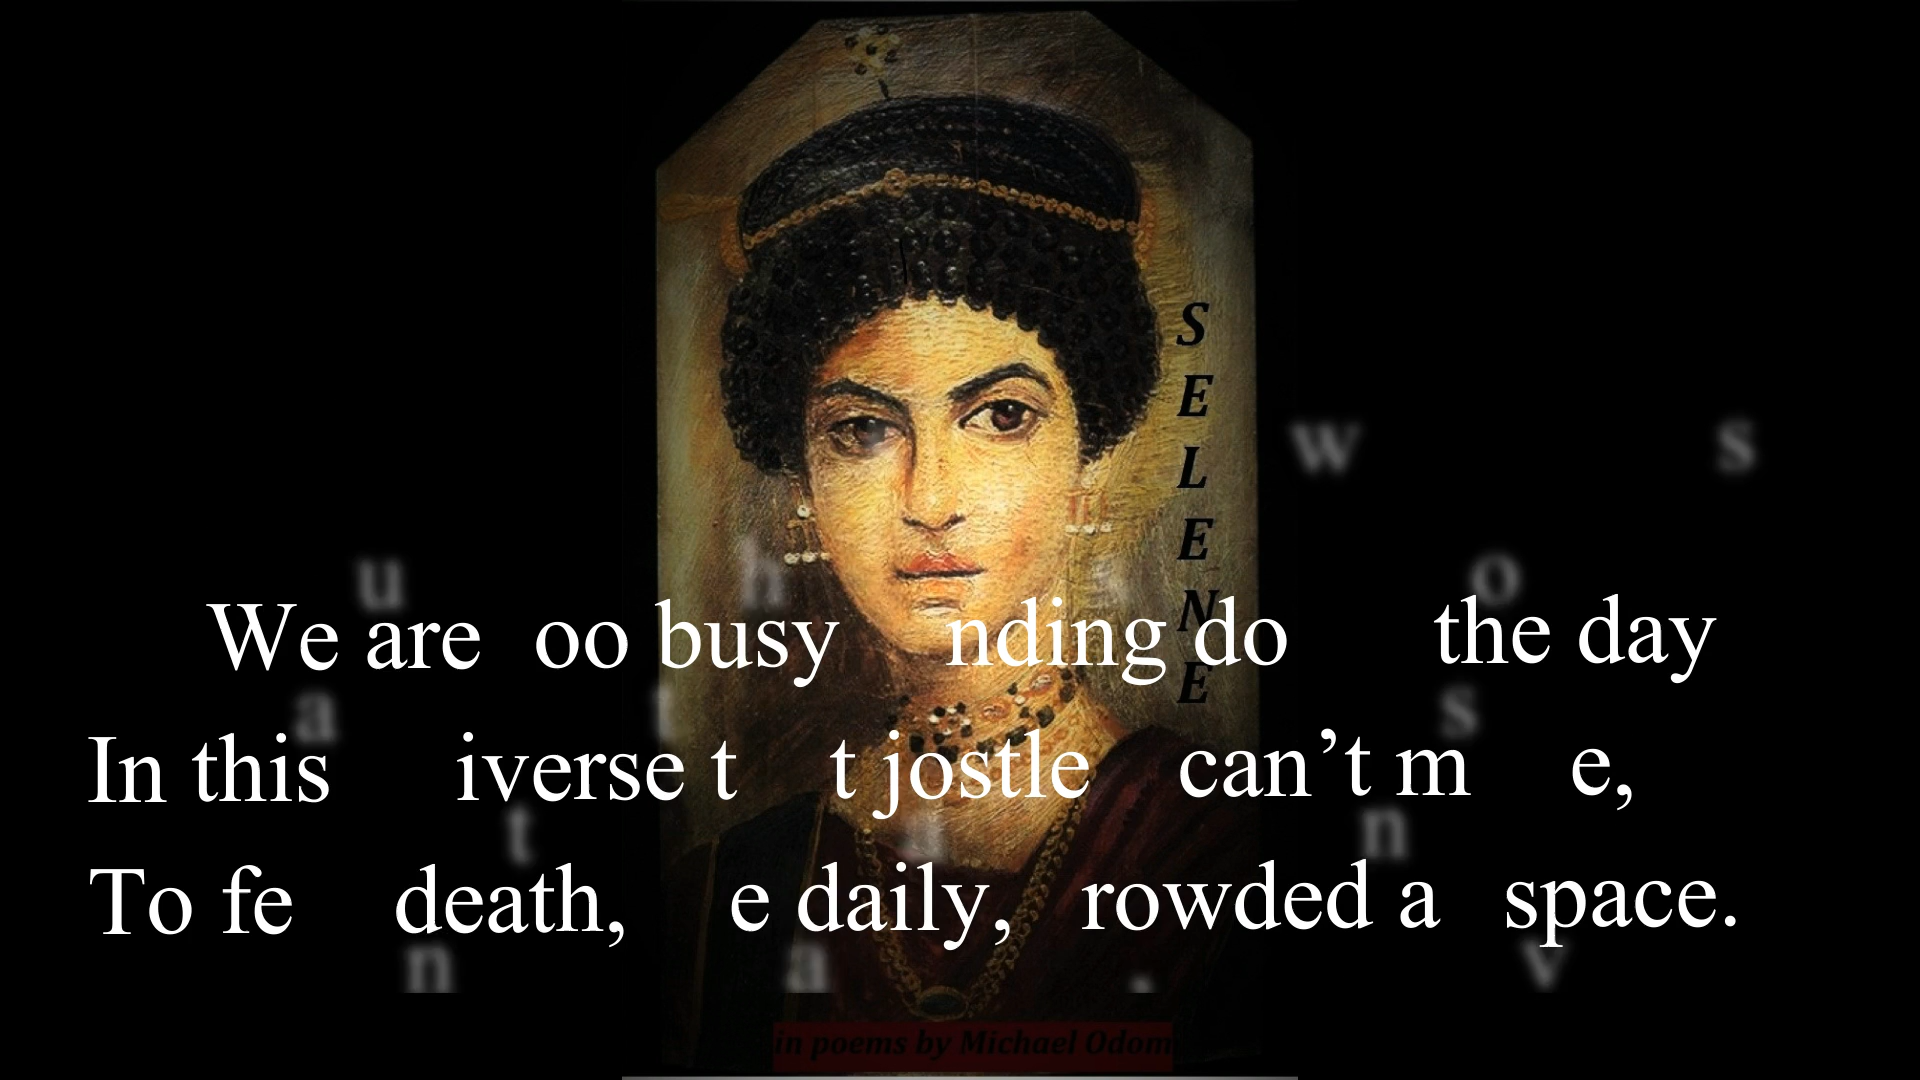 SELENE
We are oo busy nding do the day
In this iverse t t jostle can’t m e,
To fe death, e daily, rowded a space.
in poems by Michael Odom